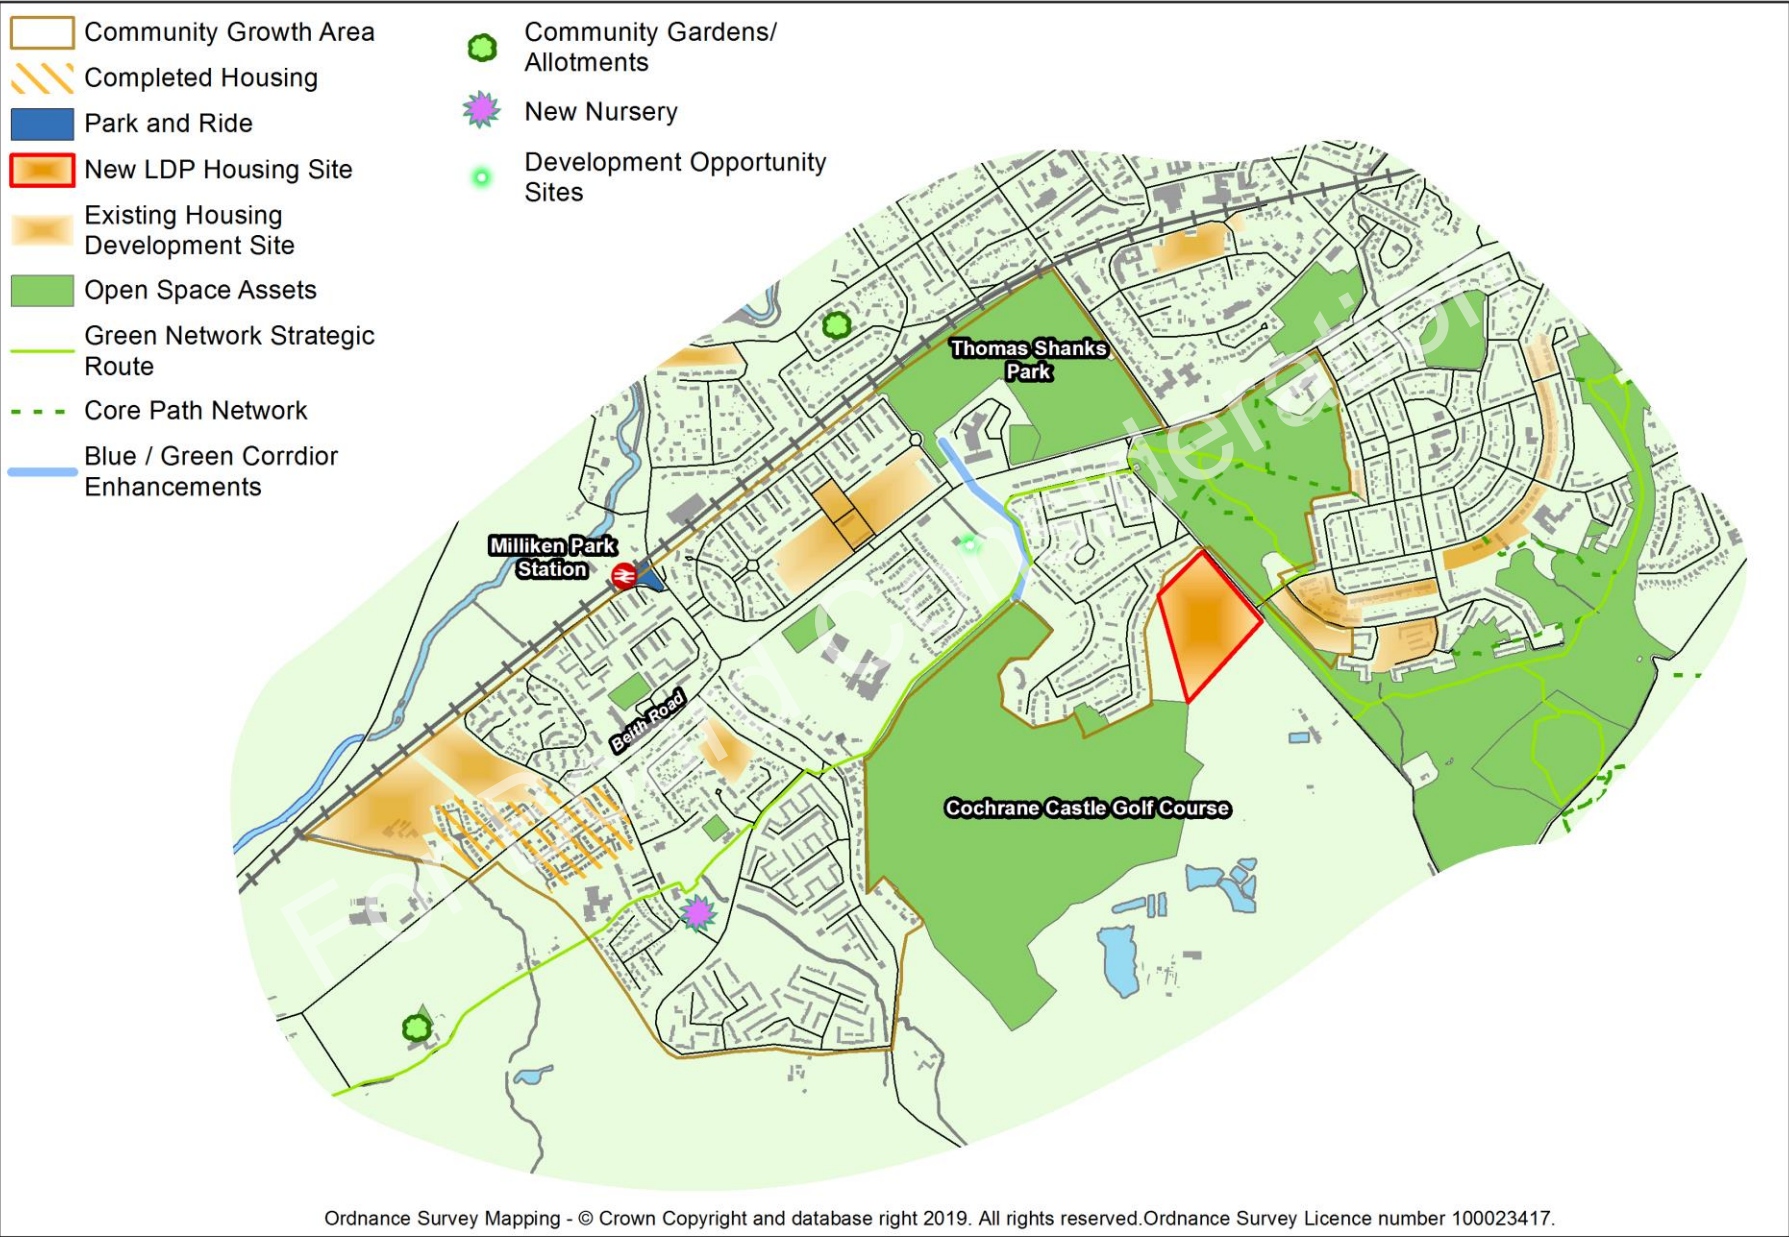 Community Growth Area
Completed Housing
Park and Ride
New LDP Housing Site
Existing Housing
Development Site
Open Space Assets
Green Network Strategic
Route
Core Path Network
Blue / Green Corrdior
Enhancements
Community Gardens/
Allotments
New Nursery
Development Opportunity
Sites
Thomas Shanks
Park
Milliken Park
Station
Beith Road
Cochrane Castle Golf Course
Ordnance Survey Mapping - © Crown Copyright and database right 2019. All rights reserved.Ordnance Survey Licence number 100023417.